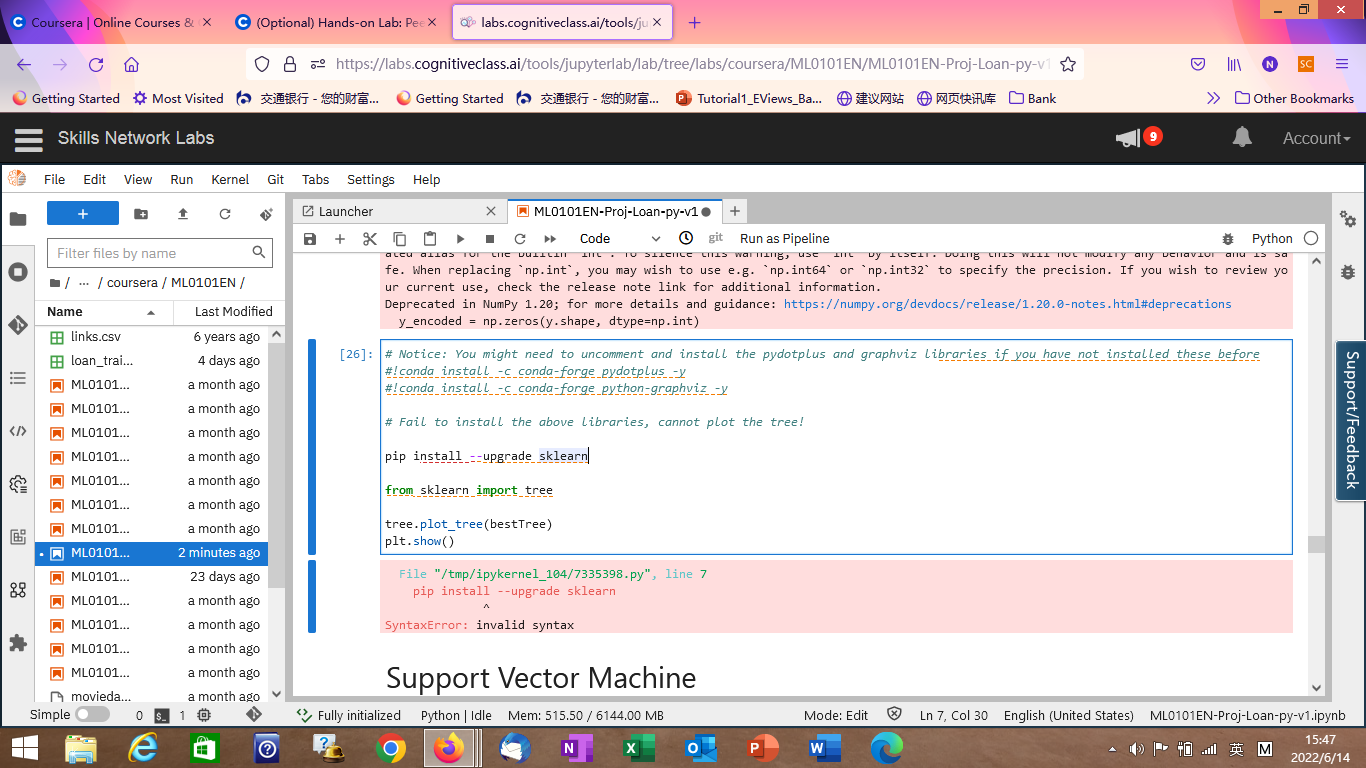 Coursera | Online Courses &
(Optional) Hands-on Lab: Pee
labs.cognitiveclass.ai/tools/ju
https://labs.cognitiveclass.ai/tools/jupyterlab/lab/tree/labs/coursera/ML0101EN/ML0101EN-Proj-Loan-py-v1
N
SC
Getting Started
Most Visited
交通银行 - 您的财富...
Getting Started
交通银行 - 您的财富...
Tutorial1_EViews_Ba...
建议网站
网页快讯库
Bank
Other Bookmarks
Skills Network Labs
9
Account
File Edit View Run Kernel Git Tabs Settings Help
Launcher
ML0101EN-Proj-Loan-py-v1
Filter files by name
Code
git
Run as Pipeline
Python
/ ... / coursera / ML0101EN /
Name Last Modified
links.csv 6 years ago
loan_trai... 4 days ago
ML0101... a month ago
ML0101... a month ago
ML0101... a month ago
ML0101... a month ago
ML0101... a month ago
ML0101... a month ago
ML0101... a month ago
ML0101... 2 minutes ago
ML0101... 23 days ago
ML0101... a month ago
ML0101... a month ago
ML0101... a month ago
ML0101... a month ago
movieda... a month ago
ated alias for the builtin `int`. To silence this warning, use `int` by itself. Doing this will not modify any behavior and is sa
fe. When replacing `np.int`, you may wish to use e.g. `np.int64` or `np.int32` to specify the precision. If you wish to review yo
ur current use, check the release note link for additional information.
Deprecated in NumPy 1.20; for more details and guidance: https://numpy.org/devdocs/release/1.20.0-notes.html#deprecations
y_encoded = np.zeros(y.shape, dtype=np.int)
[26]:
# Notice: You might need to uncomment and install the pydotplus and graphviz libraries if you have not installed these before
#!conda install -c conda-forge pydotplus -y
#!conda install -c conda-forge python-graphviz -y
# Fail to install the above libraries, cannot plot the tree!
pip install --upgrade sklearn
from sklearn import tree
tree.plot_tree(bestTree)
plt.show()
File "/tmp/ipykernel_104/7335398.py", line 7
pip install --upgrade sklearn
^
SyntaxError: invalid syntax
Support Vector Machine
Support/Feedback
Simple
0
1
Fully initialized
Python | Idle
Mem: 515.50 / 6144.00 MB
Mode: Edit
Ln 7, Col 30
English (United States)
ML0101EN-Proj-Loan-py-v1.ipynb
英
M
15:47
2022/6/14